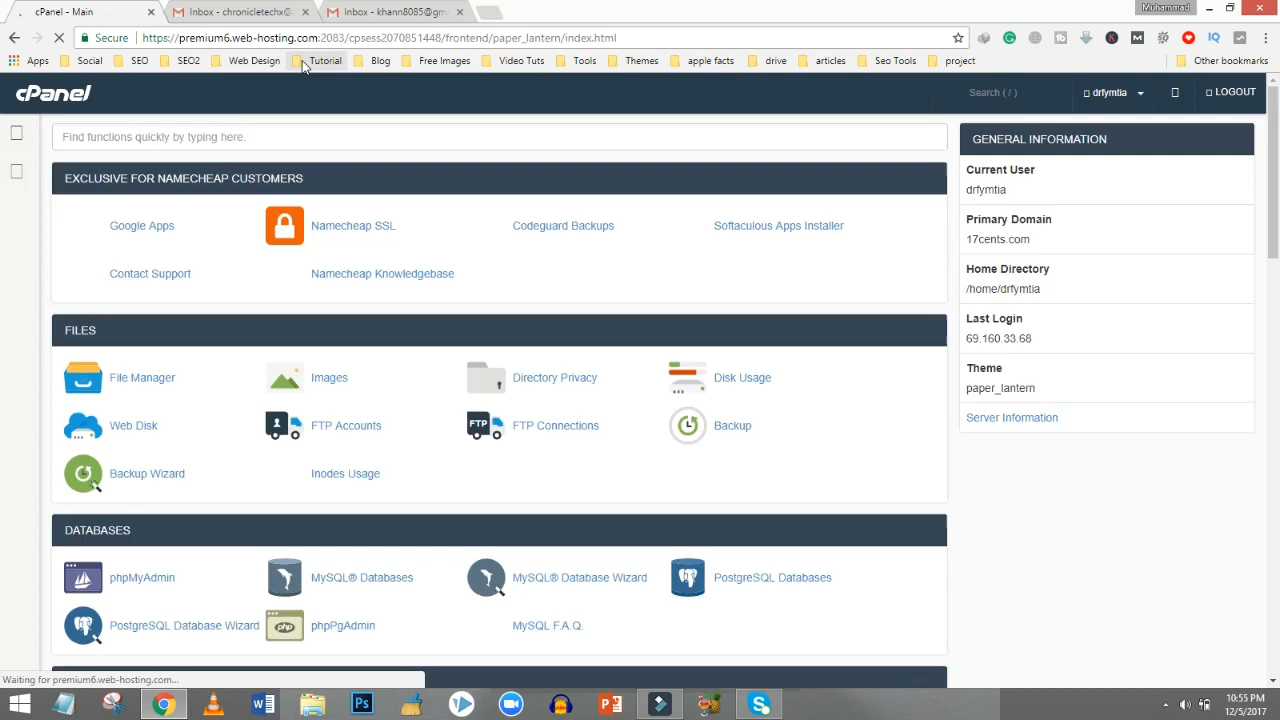 cPanel - Main
Inbox - chronicletechx@
Inbox - khann8085@gm
Muhammad
Secure
https://premium6.web-hosting.com:2083/cpsess2070851448/frontend/paper_lantern/index.html
Apps
Social
SEO
SEO2
Web Design
Tutorial
Blog
Free Images
Video Tuts
Tools
Themes
apple facts
drive
articles
Seo Tools
project
Other bookmarks
cPanel
Search ( / )
drfymtia
LOGOUT
Find functions quickly by typing here.
EXCLUSIVE FOR NAMECHEAP CUSTOMERS
Google Apps
Namecheap SSL
Codeguard Backups
Softaculous Apps Installer
Contact Support
Namecheap Knowledgebase
FILES
File Manager
Images
Directory Privacy
Disk Usage
Web Disk
FTP Accounts
FTP
FTP Connections
Backup
Backup Wizard
Inodes Usage
DATABASES
phpMyAdmin
MySQL® Databases
MySQL® Database Wizard
PostgreSQL Databases
PostgreSQL Database Wizard
php
phpPgAdmin
MySQL F.A.Q.
GENERAL INFORMATION
Current User
drfymtia
Primary Domain
17cents.com
Home Directory
/home/drfymtia
Last Login
69.160.33.68
Theme
paper_lantern
Server Information
Waiting for premium6.web-hosting.com...
Ps
10:55 PM
12/5/2017